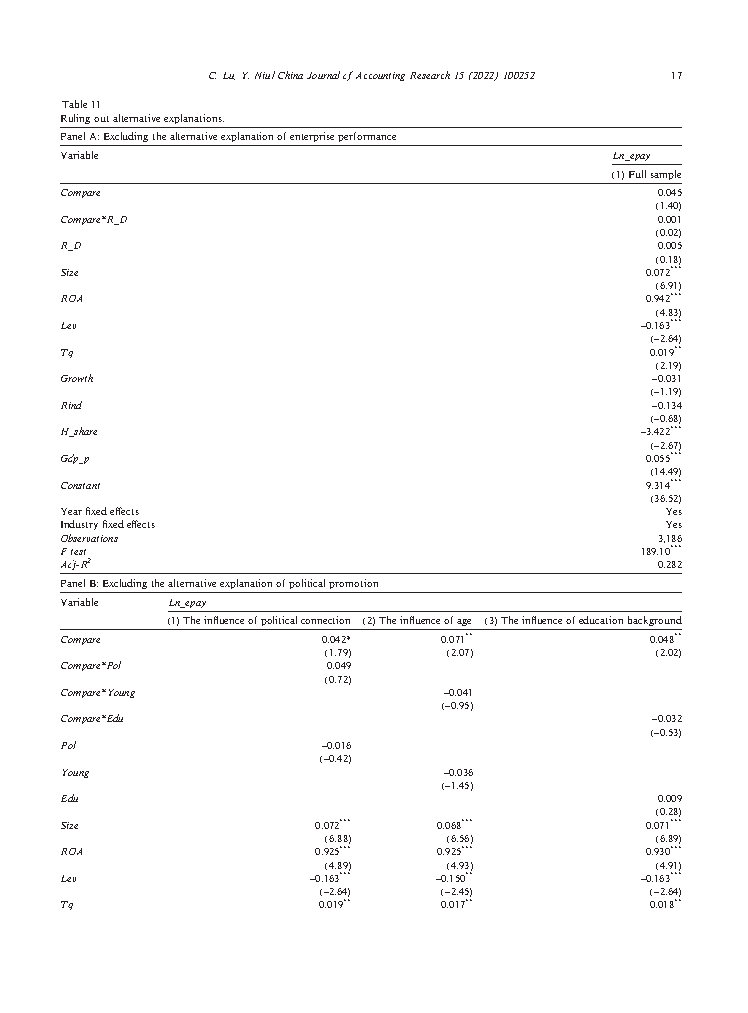 C. Lu, Y. Niu / China Journal of Accounting Research 15 (2022) 100252 17
Table 11
Ruling out alternative explanations.
Panel A: Excluding the alternative explanation of enterprise performance
Variable Ln_epay
(1) Full sample
Compare 0.045
(1.40)
Compare*R_D 0.001
(0.02)
R_D 0.005
(0.18)
Size 0.072***
(6.91)
ROA 0.942***
(4.83)
Lev –0.163***
(–2.64)
Tq 0.019**
(2.19)
Growth –0.031
(–1.19)
Rind –0.134
(–0.68)
H_share –3.422***
(–2.67)
Gdp_p 0.055***
(14.49)
Constant 9.314***
(36.52)
Year fixed effects Yes
Industry fixed effects Yes
Observations 3,186
F test 189.10***
Adj-R2 0.282
Panel B: Excluding the alternative explanation of political promotion
Variable Ln_epay
(1) The influence of political connection (2) The influence of age (3) The influence of education background
Compare 0.042* 0.071** 0.048**
(1.79) (2.07) (2.02)
Compare*Pol 0.049
(0.72)
Compare*Young –0.041
(–0.95)
Compare*Edu –0.032
(–0.53)
Pol –0.016
(–0.42)
Young –0.036
(–1.45)
Edu 0.009
(0.28)
Size 0.072*** 0.068*** 0.071***
(6.88) (6.56) (6.89)
ROA 0.925*** 0.925*** 0.930***
(4.89) (4.93) (4.91)
Lev –0.163*** –0.150** –0.163***
(–2.64) (–2.45) (–2.64)
Tq 0.019** 0.017** 0.018**